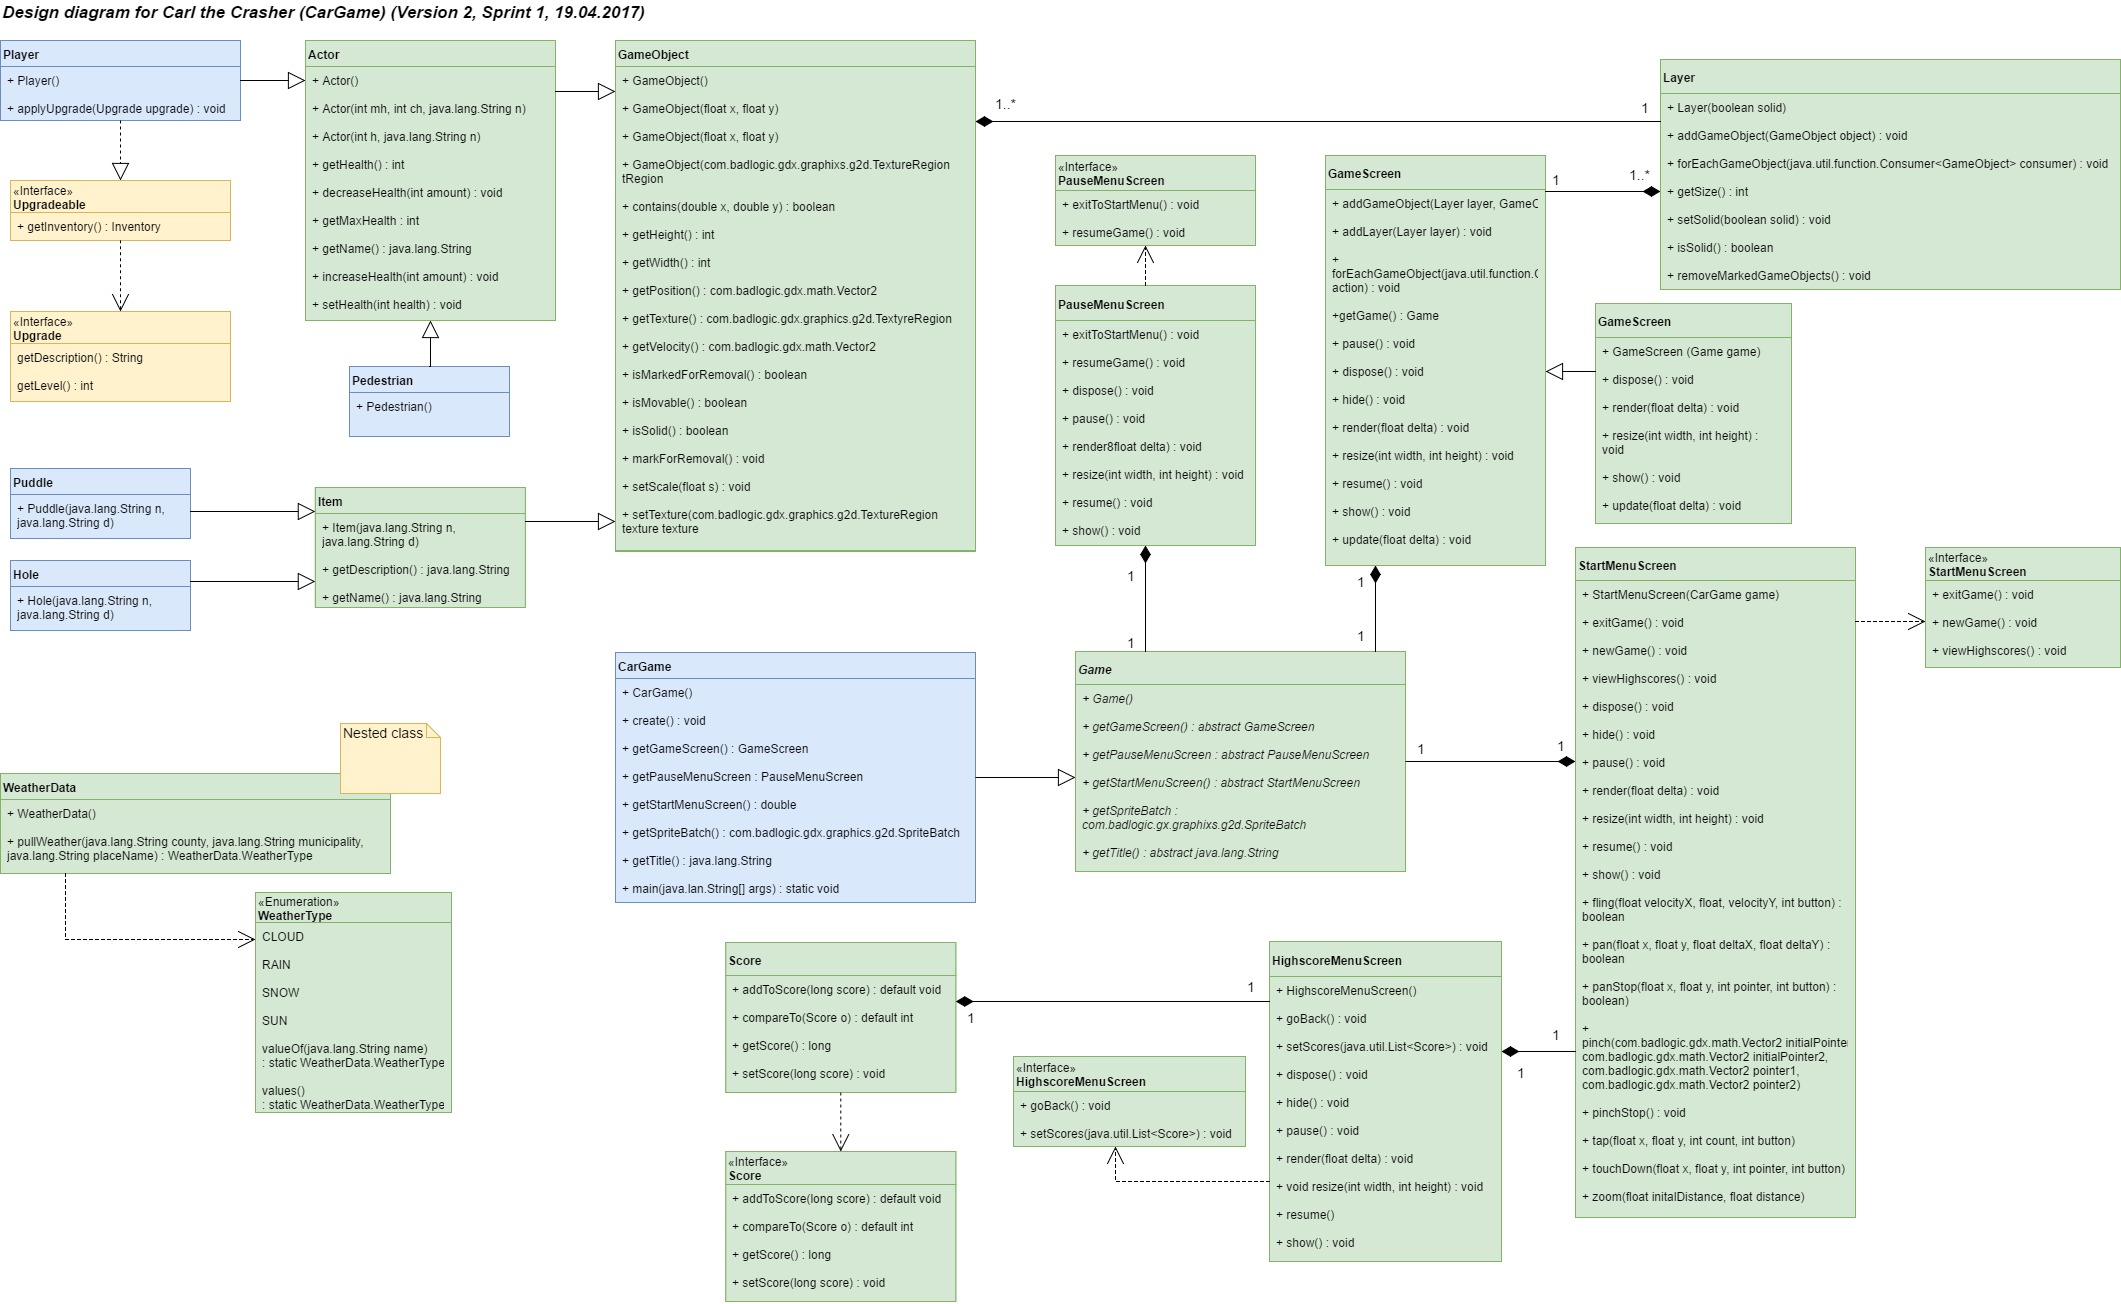 Design diagram for Carl the Crasher (CarGame) (Version 2, Sprint 1, 19.04.2017)
Player
+ Player()
+ applyUpgrade(Upgrade upgrade) : void
«Interface»
Upgradeable
+ getInventory() : Inventory
«Interface»
Upgrade
getDescription() : String
getLevel() : int
Actor
+ Actor()
+ Actor(int mh, int ch, java.lang.String n)
+ Actor(int h, java.lang.String n)
+ getHealth() : int
+ decreaseHealth(int amount) : void
+ getMaxHealth : int
+ getName() : java.lang.String
+ increaseHealth(int amount) : void
+ setHealth(int health) : void
Pedestrian
+ Pedestrian()
Puddle
+ Puddle(java.lang.String n,
java.lang.String d)
Hole
+ Hole(java.lang.String n,
java.lang.String d)
Item
+ Item(java.lang.String n,
java.lang.String d)
+ getDescription() : java.lang.String
+ getName() : java.lang.String
GameObject
+ GameObject()
+ GameObject(float x, float y)
+ GameObject(float x, float y)
+ GameObject(com.badlogic.gdx.graphixs.g2d.TextureRegion
tRegion
+ contains(double x, double y) : boolean
+ getHeight() : int
+ getWidth() : int
+ getPosition() : com.badlogic.gdx.math.Vector2
+ getTexture() : com.badlogic.gdx.graphics.g2d.TextyreRegion
+ getVelocity() : com.badlogic.gdx.math.Vector2
+ isMarkedForRemoval() : boolean
+ isMovable() : boolean
+ isSolid() : boolean
+ markForRemoval() : void
+ setScale(float s) : void
+ setTexture(com.badlogic.gdx.graphics.g2d.TextureRegion
texture texture
1..*
1
Layer
+ Layer(boolean solid)
+ addGameObject(GameObject object) : void
+ forEachGameObject(java.util.function.Consumer<GameObject> consumer) : void
+ getSize() : int
+ setSolid(boolean solid) : void
+ isSolid() : boolean
+ removeMarkedGameObjects() : void
«Interface»
PauseMenuScreen
+ exitToStartMenu() : void
+ resumeGame() : void
PauseMenuScreen
+ exitToStartMenu() : void
+ resumeGame() : void
+ dispose() : void
+ pause() : void
+ render8float delta) : void
+ resize(int width, int height) : void
+ resume() : void
+ show() : void
1
1
GameScreen
+ addGameObject(Layer layer, GameC
+ addLayer(Layer layer) : void
+
forEachGameObject(java.util.function.C
action) : void
+getGame() : Game
+ pause() : void
+ dispose() : void
+ hide() : void
+ render(float delta) : void
+ resize(int width, int height) : void
+ resume() : void
+ show() : void
+ update(float delta) : void
1
1..*
1
1
GameScreen
+ GameScreen (Game game)
+ dispose() : void
+ render(float delta) : void
+ resize(int width, int height) :
void
+ show() : void
+ update(float delta) : void
CarGame
+ CarGame()
+ create() : void
+ getGameScreen() : GameScreen
+ getPauseMenuScreen : PauseMenuScreen
+ getStartMenuScreen() : double
+ getSpriteBatch() : com.badlogic.gdx.graphics.g2d.SpriteBatch
+ getTitle() : java.lang.String
+ main(java.lan.String[] args) : static void
Game
+ Game()
+ getGameScreen() : abstract GameScreen
+ getPauseMenuScreen : abstract PauseMenuScreen
+ getStartMenuScreen() : abstract StartMenuScreen
+ getSpriteBatch :
com.badlogic.gx.graphixs.g2d.SpriteBatch
+ getTitle() : abstract java.lang.String
1
1
StartMenuScreen
+ StartMenuScreen(CarGame game)
+ exitGame() : void
+ newGame() : void
+ viewHighscores() : void
+ dispose() : void
+ hide() : void
+ pause() : void
+ render(float delta) : void
+ resize(int width, int height) : void
+ resume() : void
+ show() : void
+ fling(float velocityX, float, velocityY, int button) :
boolean
+ pan(float x, float y, float deltaX, float deltaY) :
boolean
+ panStop(float x, float y, int pointer, int button) :
boolean)
+
pinch(com.badlogic.gdx.math.Vector2 initialPointe
com.badlogic.gdx.math.Vector2 initialPointer2,
com.badlogic.gdx.math.Vector2 pointer1,
com.badlogic.gdx.math.Vector2 pointer2)
+ pinchStop() : void
+ tap(float x, float y, int count, int button)
+ touchDown(float x, float y, int pointer, int button)
+ zoom(float initalDistance, float distance)
«Interface»
StartMenuScreen
+ exitGame() : void
+ newGame() : void
+ viewHighscores() : void
Nested class
WeatherData
+ WeatherData()
+ pullWeather(java.lang.String county, java.lang.String municipality,
java.lang.String placeName) : WeatherData.WeatherType
«Enumeration»
WeatherType
CLOUD
RAIN
SNOW
SUN
valueOf(java.lang.String name)
: static WeatherData.WeatherType
values()
: static WeatherData.WeatherType
Score
+ addToScore(long score) : default void
+ compareTo(Score o) : default int
+ getScore() : long
+ setScore(long score) : void
1
1
«Interface»
Score
+ addToScore(long score) : default void
+ compareTo(Score o) : default int
+ getScore() : long
+ setScore(long score) : void
«Interface»
HighscoreMenuScreen
+ goBack() : void
+ setScores(java.util.List<Score>) : void
HighscoreMenuScreen
+ HighscoreMenuScreen()
+ goBack() : void
+ setScores(java.util.List<Score>) : void
+ dispose() : void
+ hide() : void
+ pause() : void
+ render(float delta) : void
+ void resize(int width, int height) : void
+ resume()
+ show() : void
1
1